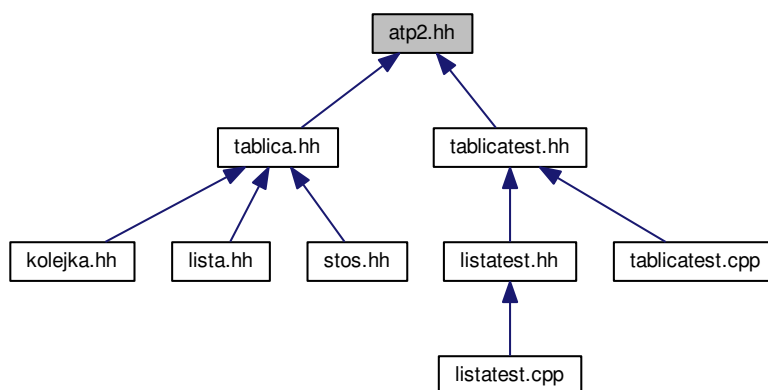 atp2.hh
tablica.hh
tablicatest.hh
kolejka.hh
lista.hh
stos.hh
listatest.hh
tablicatest.cpp
listatest.cpp